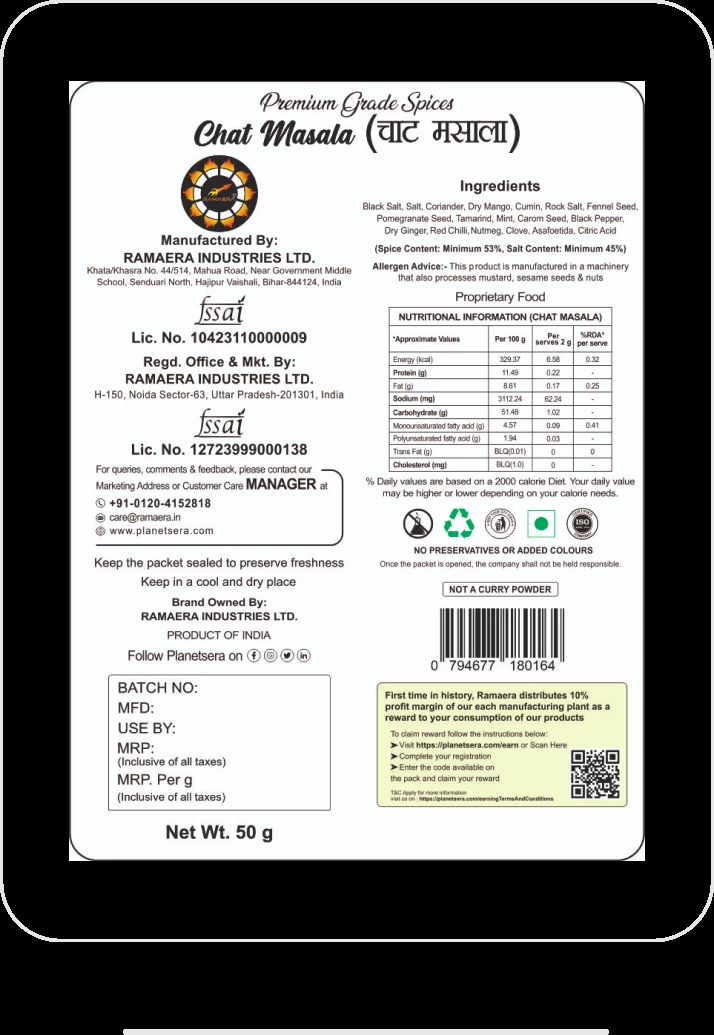 Premium Grade Spices
Chat Masala (चाट मसाला)
RAMAERA
Manufactured By:
RAMAERA INDUSTRIES LTD.
Khata/Khasra No. 44/514, Mahua Road, Near Government Middle
School, Senduari North, Hajipur Vaishali, Bihar-844124, India
fssai
Lic. No. 10423110000009
Regd. Office & Mkt. By:
RAMAERA INDUSTRIES LTD.
H-150, Noida Sector-63, Uttar Pradesh-201301, India
fssai
Lic. No. 12723999000138
For queries, comments & feedback, please contact our
Marketing Address or Customer Care MANAGER at
+91-0120-4152818
care@ramaera.in
www.planetsera.com
Keep the packet sealed to preserve freshness
Keep in a cool and dry place
Brand Owned By:
RAMAERA INDUSTRIES LTD.
PRODUCT OF INDIA
Follow Planetsera on
BATCH NO:
MFD:
USE BY:
MRP:
(Inclusive of all taxes)
MRP. Per g
(Inclusive of all taxes)
Net Wt. 50 g
Ingredients
Black Salt, Salt, Coriander, Dry Mango, Cumin, Rock Salt, Fennel Seed,
Pomegranate Seed, Tamarind, Mint, Carom Seed, Black Pepper,
Dry Ginger, Red Chilli, Nutmeg, Clove, Asafoetida, Citric Acid
(Spice Content: Minimum 53%, Salt Content: Minimum 45%)
Allergen Advice:- This product is manufactured in a machinery
that also processes mustard, sesame seeds & nuts
Proprietary Food
NUTRITIONAL INFORMATION (CHAT MASALA)
*Approximate Values Per 100 g Per serves 2 g %RDA* per serve
Energy (kcal) 329.37 6.58 0.32
Protein (g) 11.49 0.22 -
Fat (g) 8.61 0.17 0.25
Sodium (mg) 3112.24 62.24 -
Carbohydrate (g) 51.48 1.02 -
Monounsaturated fatty acid (g) 4.57 0.09 0.41
Polyunsaturated fatty acid (g) 1.94 0.03 -
Trans Fat (g) BLQ(0.01) 0 0
Cholesterol (mg) BLQ(1.0) 0 -
% Daily values are based on a 2000 calorie Diet. Your daily value
may be higher or lower depending on your calorie needs.
CERTIFIED
ISO
COMPANY
NO PRESERVATIVES OR ADDED COLOURS
Once the packet is opened, the company shall not be held responsible.
NOT A CURRY POWDER
0 794677 180164
First time in history, Ramaera distributes 10%
profit margin of our each manufacturing plant as a
reward to your consumption of our products
To claim reward follow the instructions below:
➤ Visit https://planetsera.com/earn or Scan Here
➤ Complete your registration
➤ Enter the code available on
the pack and claim your reward
T&C Apply for more information
visit us on : https://planetsera.com/earningTermsAndConditions